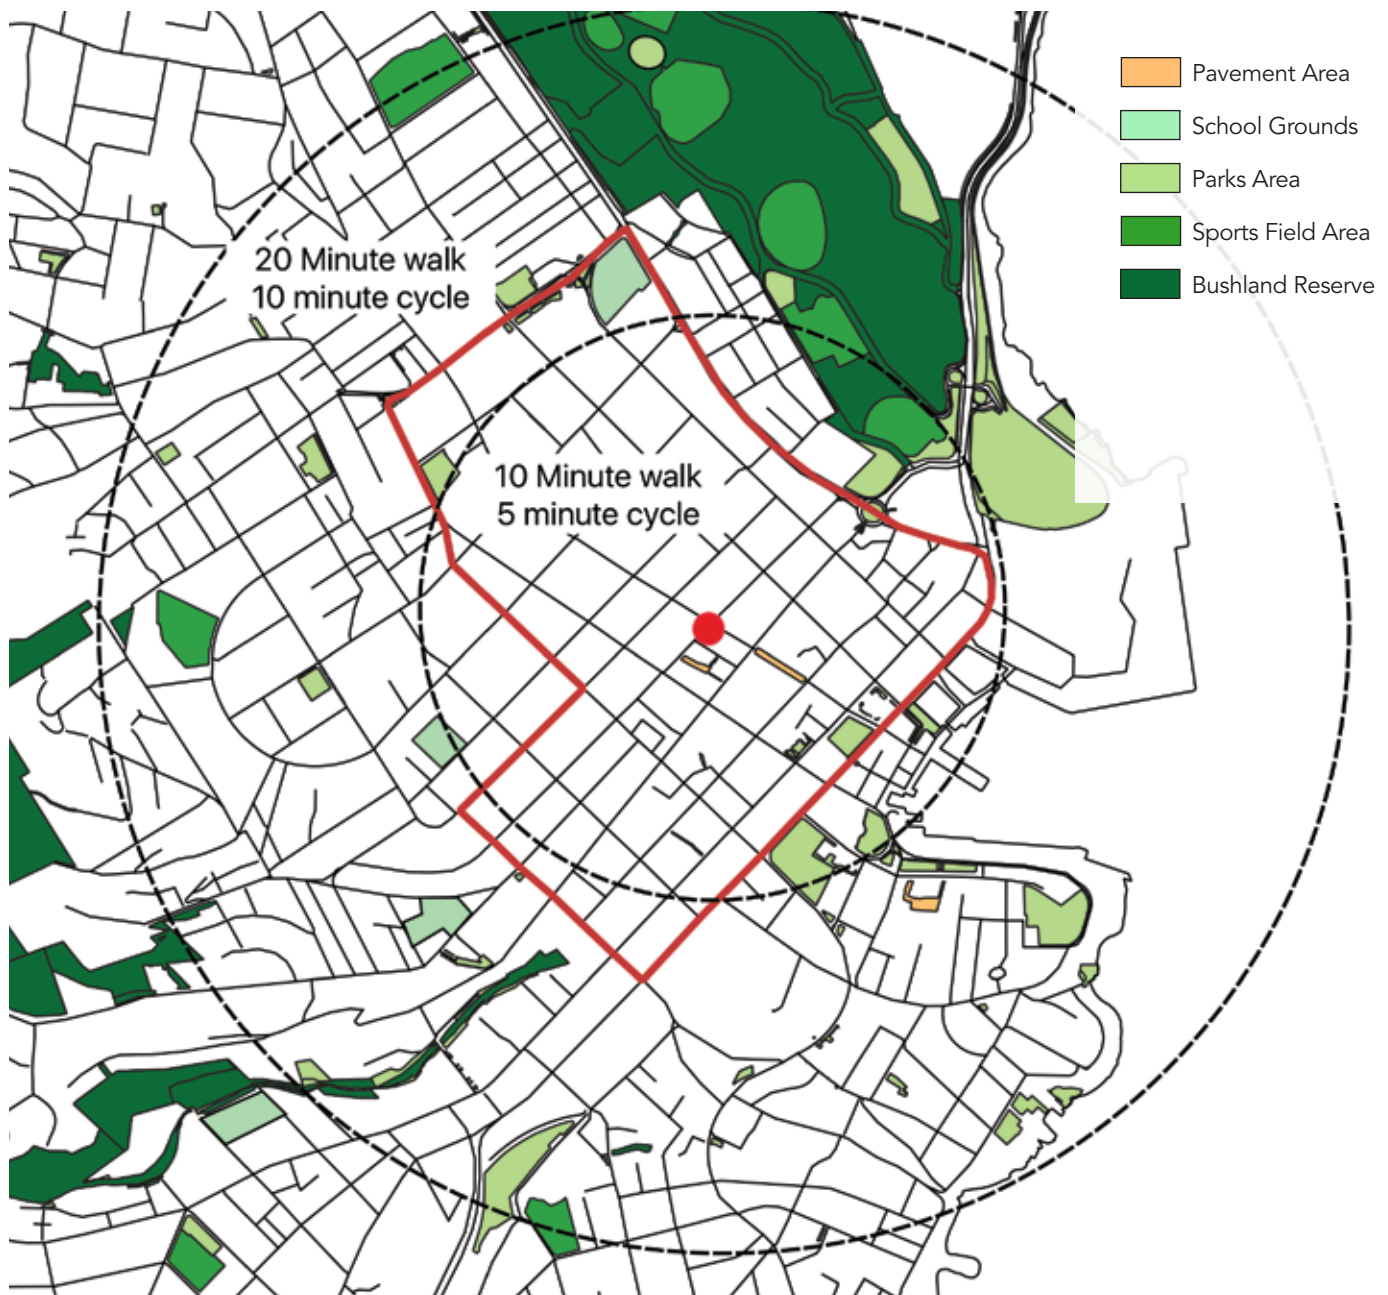 Pavement Area
School Grounds
Parks Area
Sports Field Area
Bushland Reserve
20 Minute walk
10 minute cycle
10 Minute walk
5 minute cycle